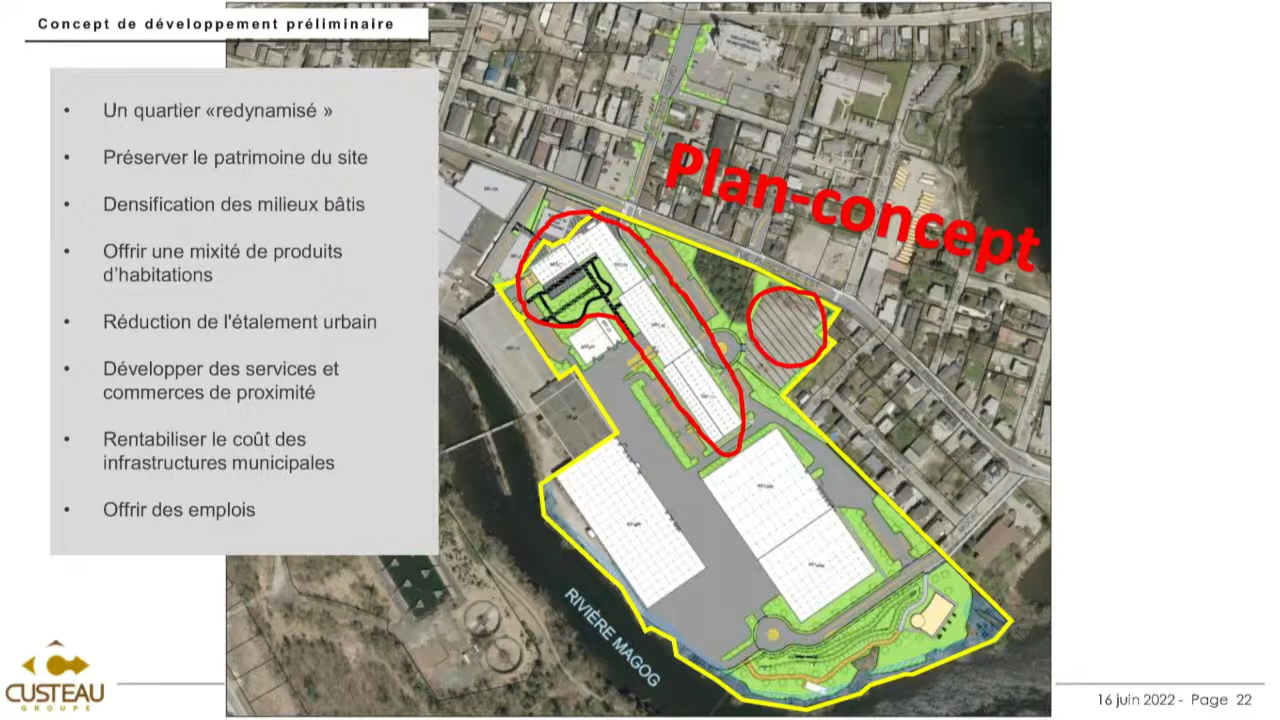 Concept de développement préliminaire
• Un quartier «redynamisé »
• Préserver le patrimoine du site
• Densification des milieux bâtis
• Offrir une mixité de produits
d'habitations
• Réduction de l'étalement urbain
• Développer des services et
commerces de proximité
• Rentabiliser le coût des
infrastructures municipales
• Offrir des emplois
Plan-concept
RIVIÈRE MAGOG
CUSTEAU
GROUPE
16 juin 2022 - Page 22